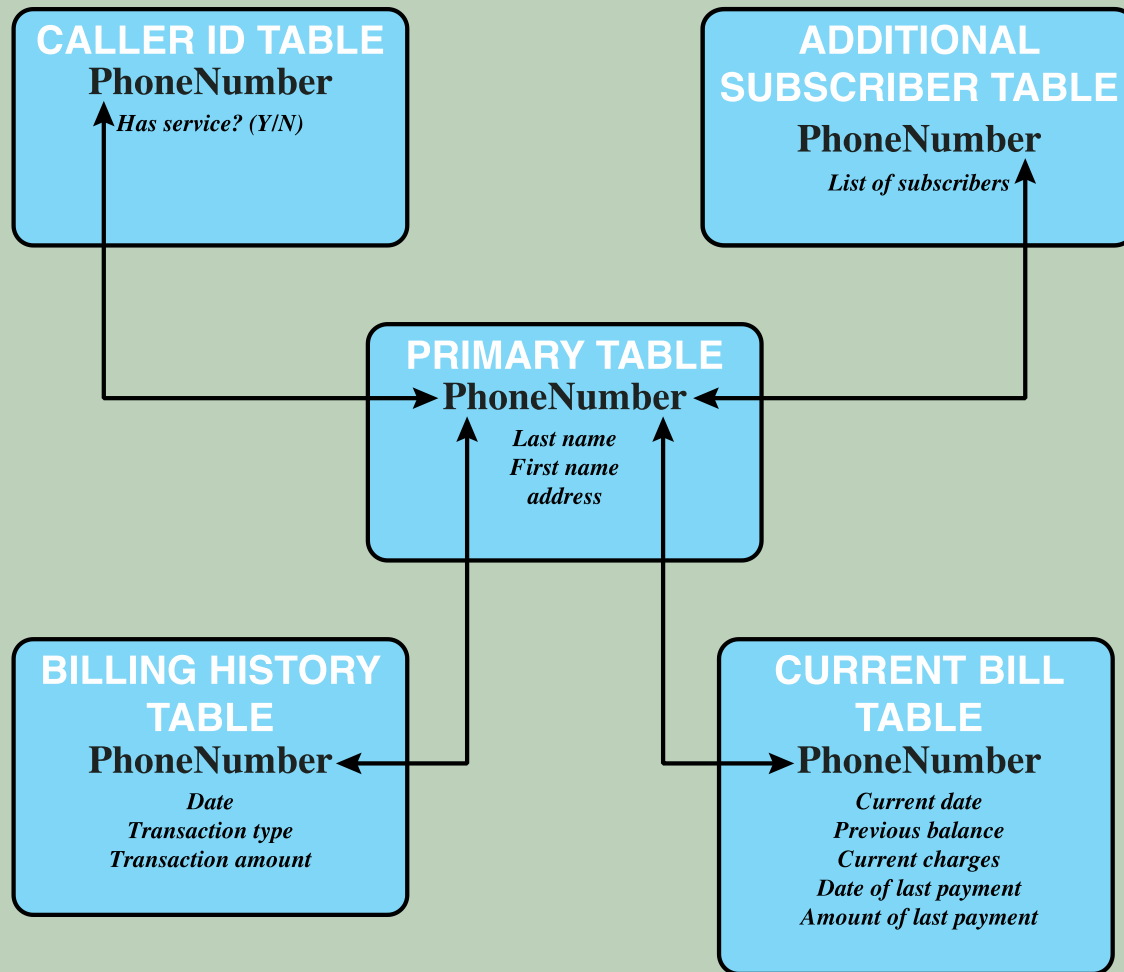 CALLER ID TABLE
PhoneNumber
Has service? (Y/N)
ADDITIONAL
SUBSCRIBER TABLE
PhoneNumber
List of subscribers
PRIMARY TABLE
PhoneNumber
Last name
First name
address
BILLING HISTORY
TABLE
PhoneNumber
Date
Transaction type
Transaction amount
CURRENT BILL
TABLE
PhoneNumber
Current date
Previous balance
Current charges
Date of last payment
Amount of last payment